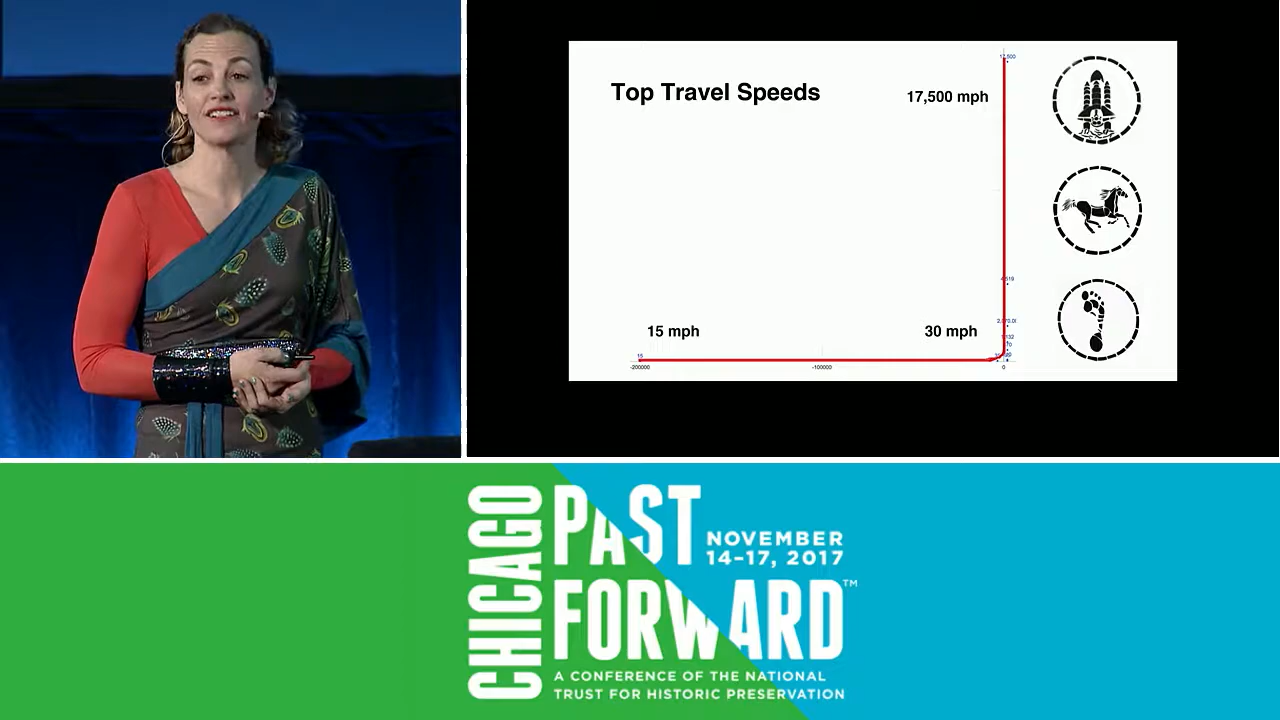 Top Travel Speeds
17,500 mph
15 mph
30 mph
-200000
-100000
0
CHICAGO
PAST
FORWARD™
NOVEMBER
14–17, 2017
A CONFERENCE OF THE NATIONAL
TRUST FOR HISTORIC PRESERVATION